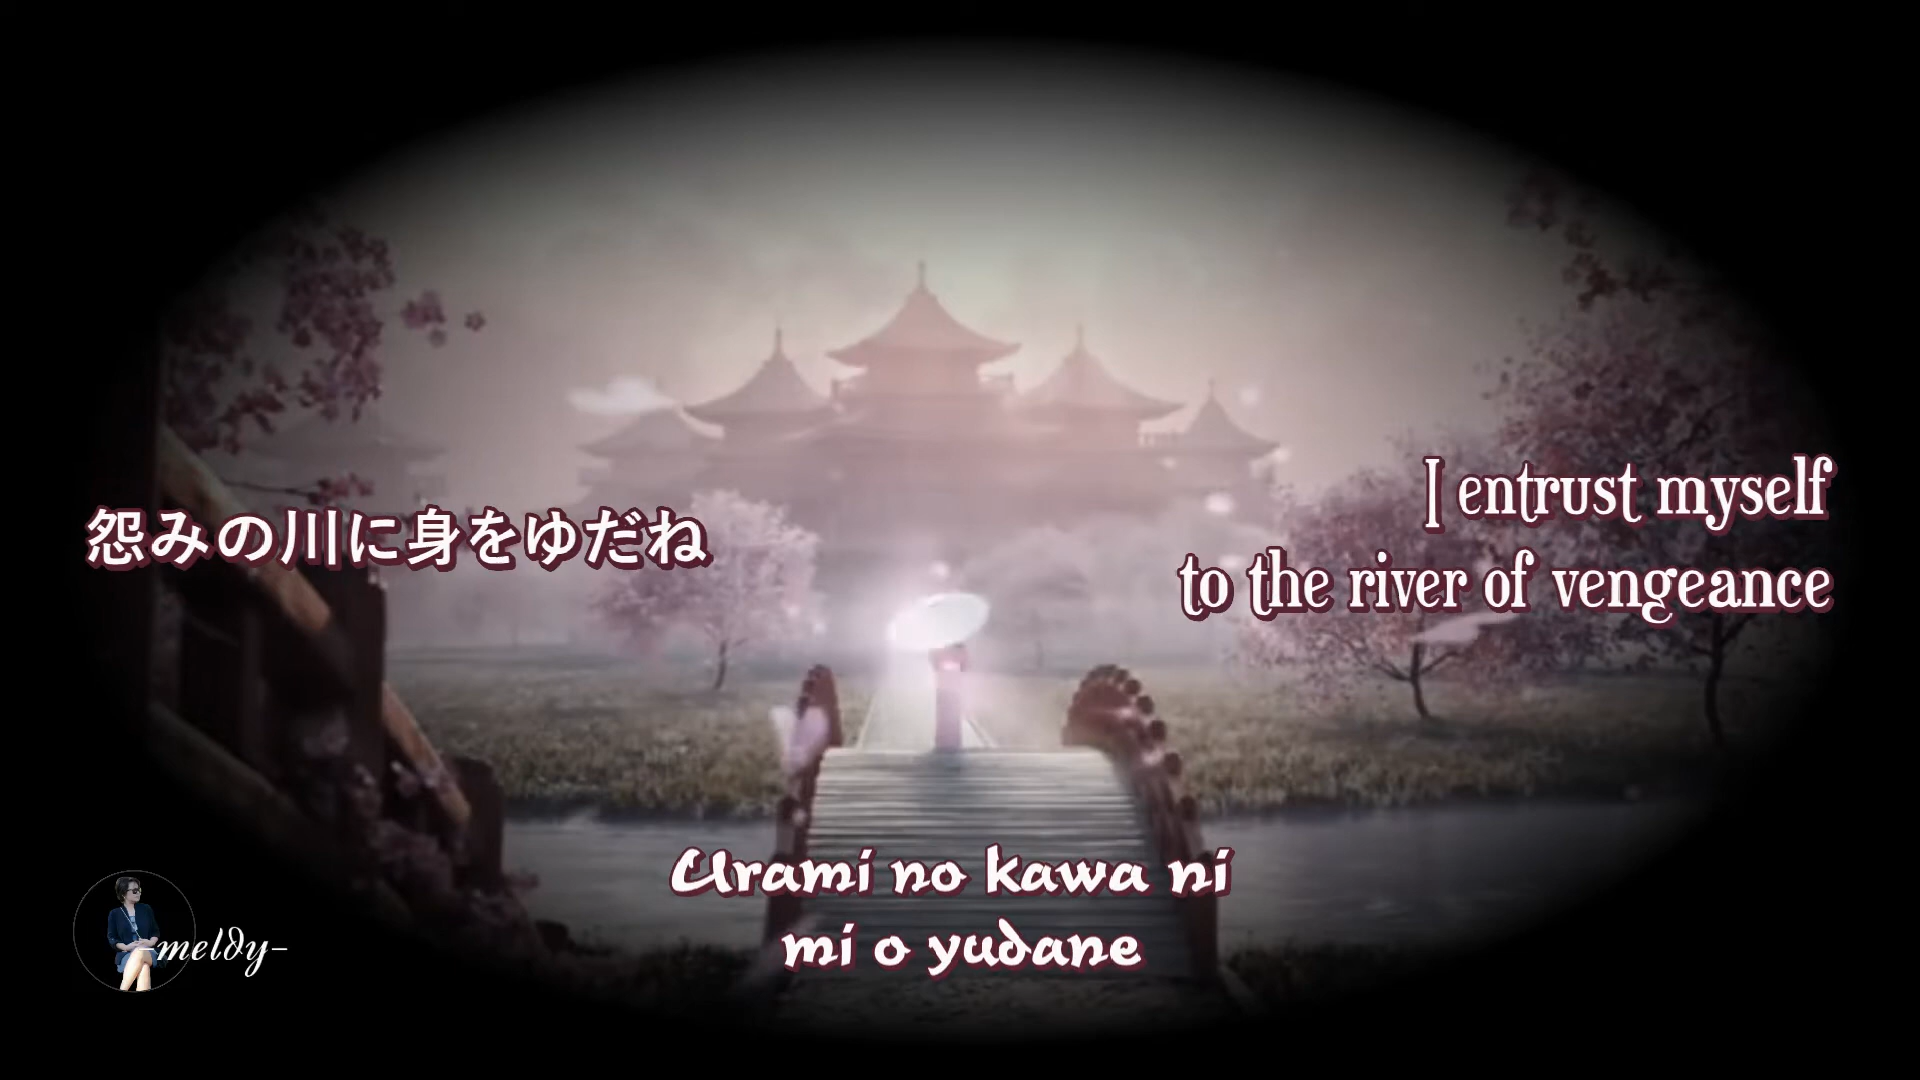 怨みの川に身をゆだね
I entrust myself
to the river of vengeance
Urami no kawa ni
mi o yudane
-meldy-